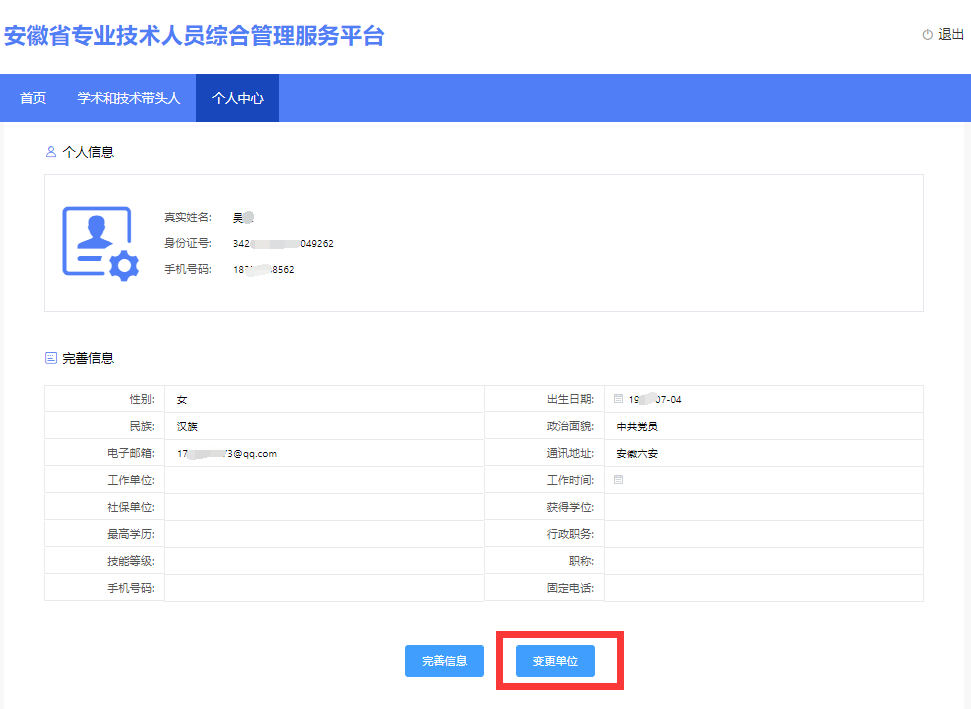 安徽省专业技术人员综合管理服务平台
退出
首页 学术和技术带头人 个人中心
个人信息
真实姓名: 吴
身份证号: 342 049262
手机号码: 187 8562
完善信息
性别: 女 出生日期: 19 07-04
民族: 汉族 政治面貌: 中共党员
电子邮箱: 17 3@qq.com 通讯地址: 安徽六安
工作单位: 工作时间:
社保单位: 获得学位:
最高学历: 行政职务:
技能等级: 职称:
手机号码: 固定电话:
完善信息 变更单位